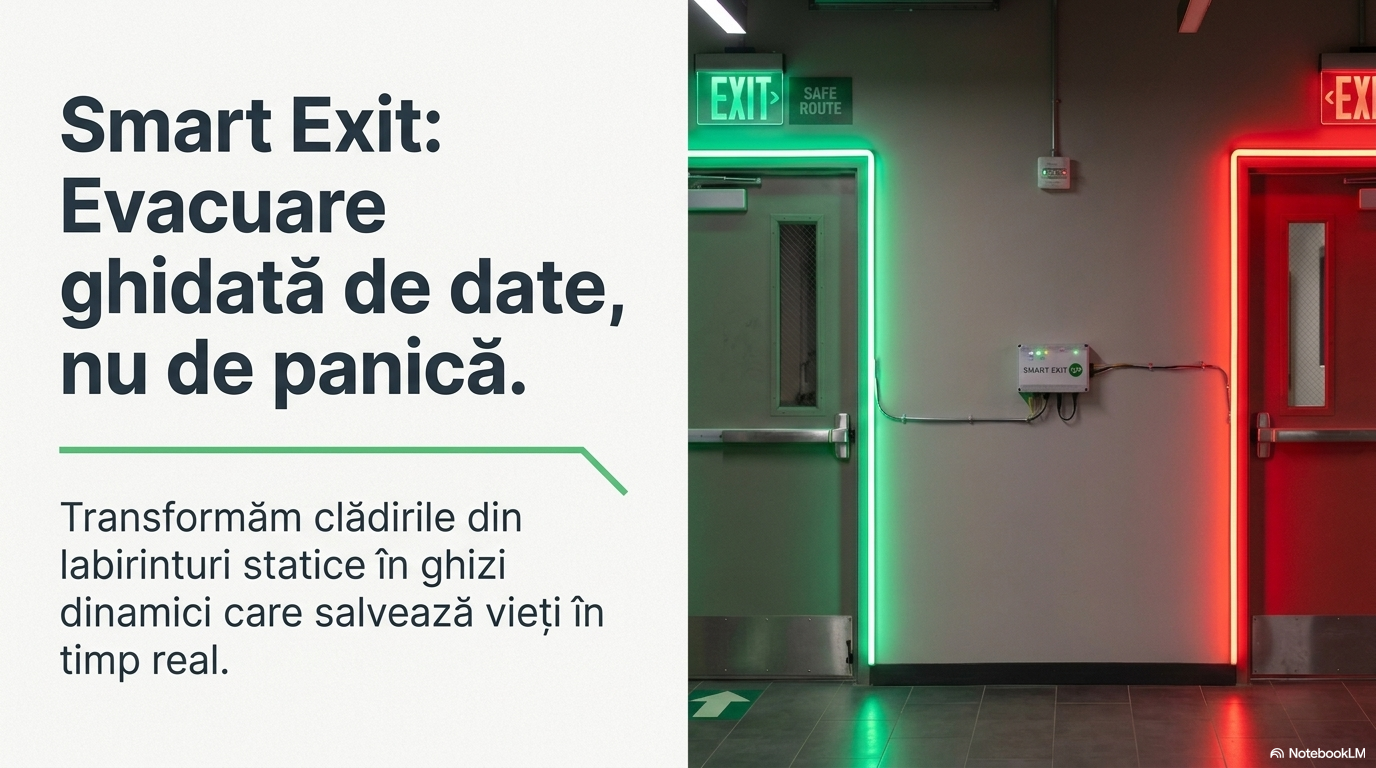 Smart Exit:
Evacuare
ghidată de date,
nu de panică.
Transformăm clădirile din
labirinturi statice în ghizi
dinamici care salvează vieți în
timp real.
EXIT
SAFE
ROUTE
EXI
SMART EXIT
NotebookLM